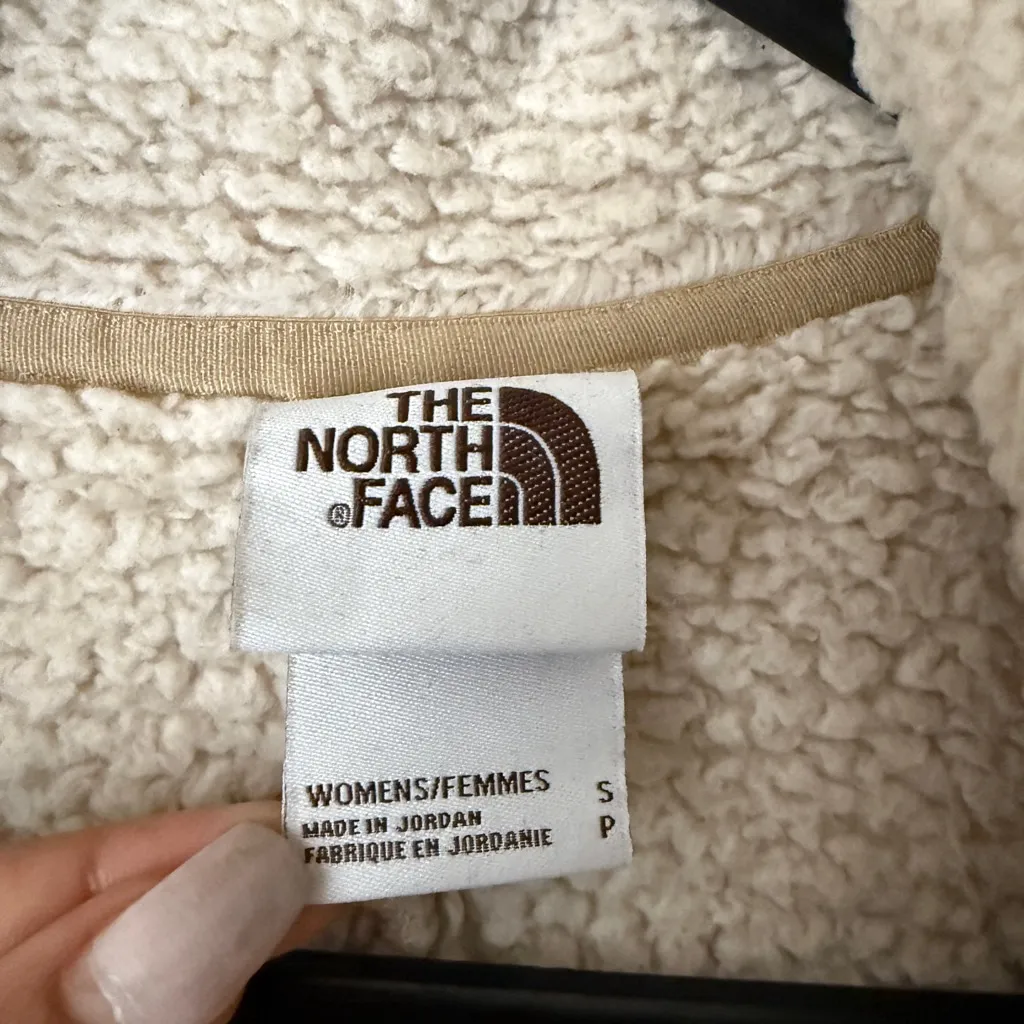 THE
NORTH
®FACE
WOMENS/FEMMES S
MADE IN JORDAN P
FABRIQUE EN JORDANIE